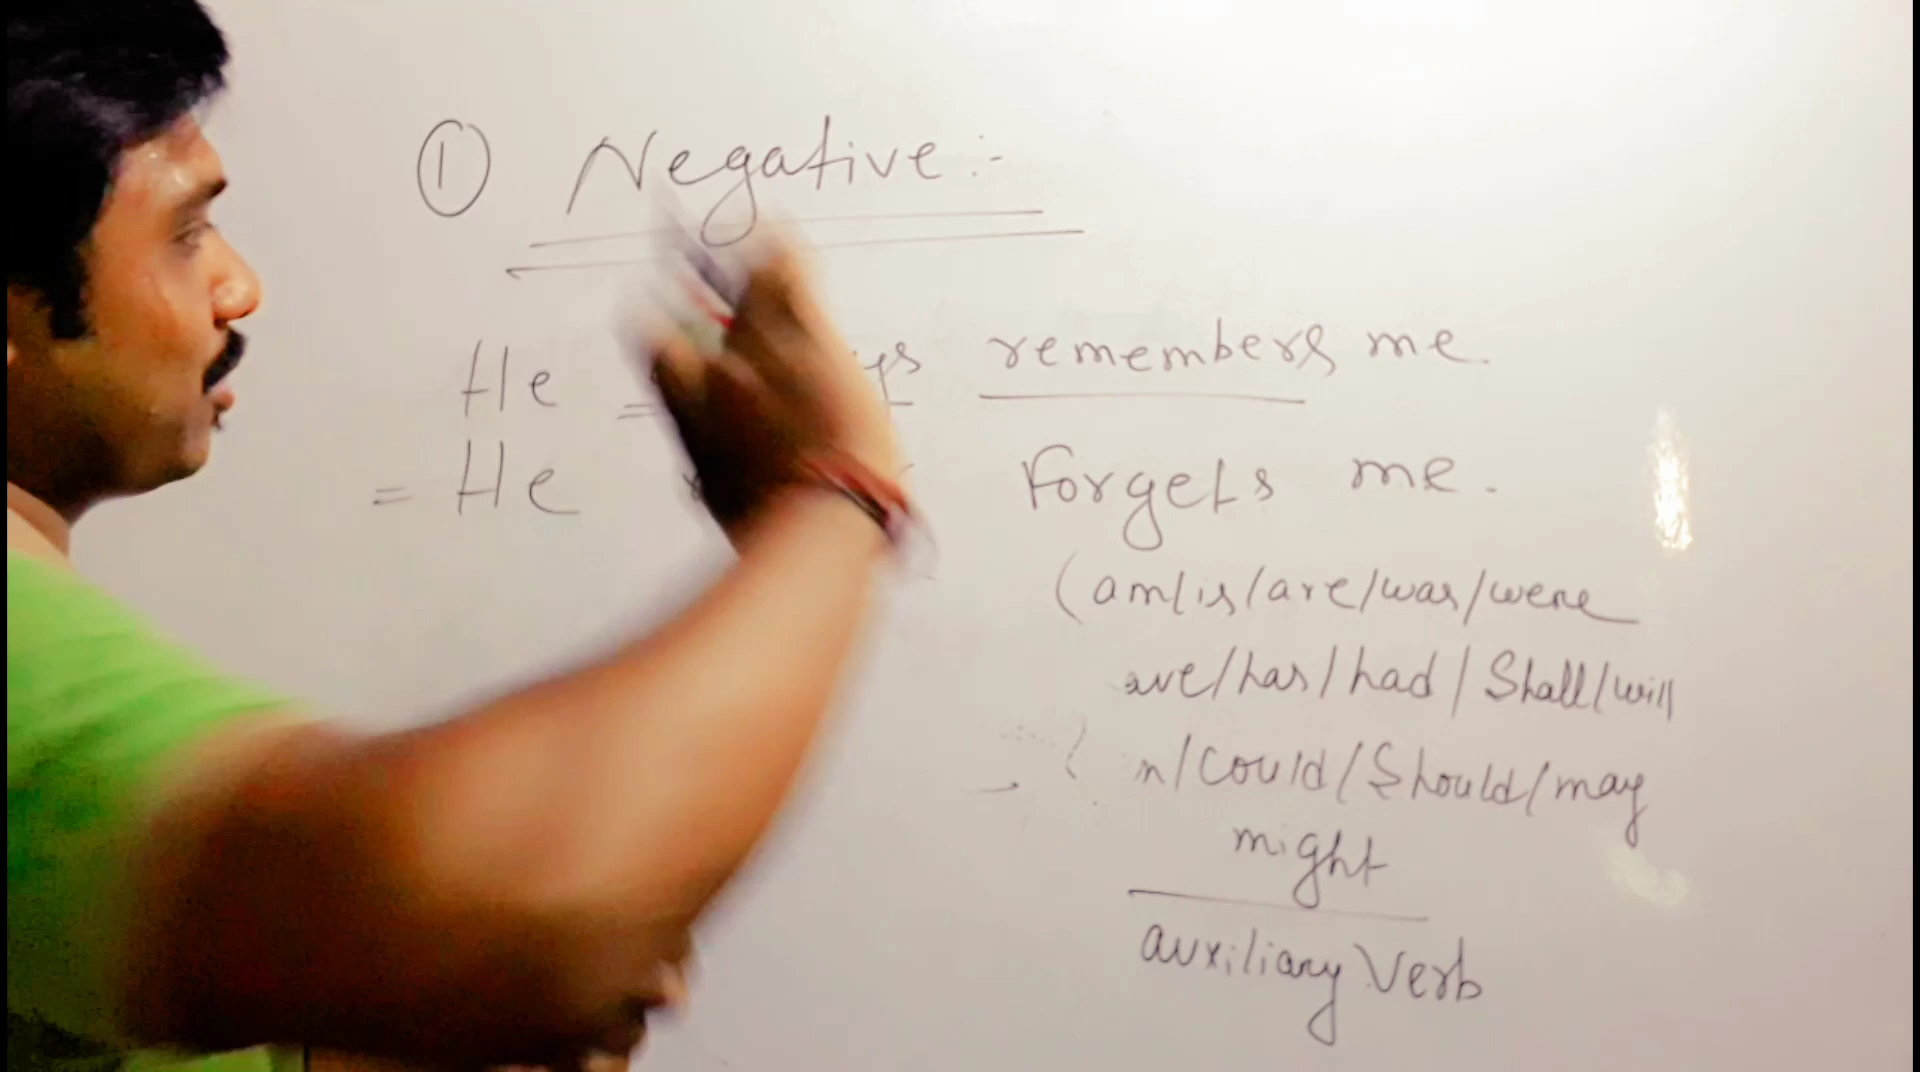 ① Negative :-
He remembers me.
= He forgets me.
(am/is/are/was/were
/has/had/Shall/will
/Could/Should/may
might
auxiliary Verb